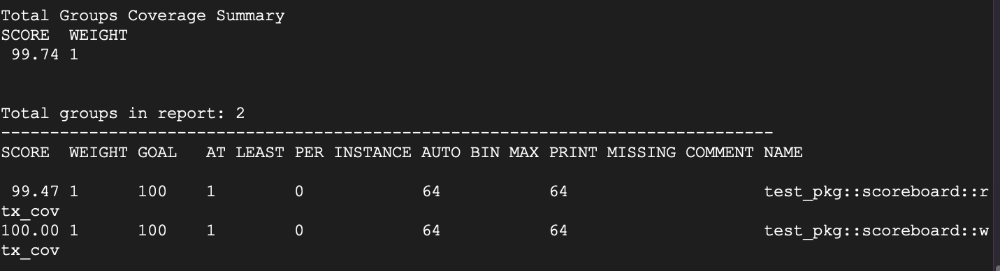 Total Groups Coverage Summary
SCORE  WEIGHT
 99.74 1
Total groups in report: 2
-------------------------------------------------------------------------------
SCORE  WEIGHT GOAL   AT LEAST PER INSTANCE AUTO BIN MAX PRINT MISSING COMMENT NAME
 99.47 1      100    1        0            64           64                    test_pkg::scoreboard::r
tx_cov
100.00 1      100    1        0            64           64                    test_pkg::scoreboard::w
tx_cov